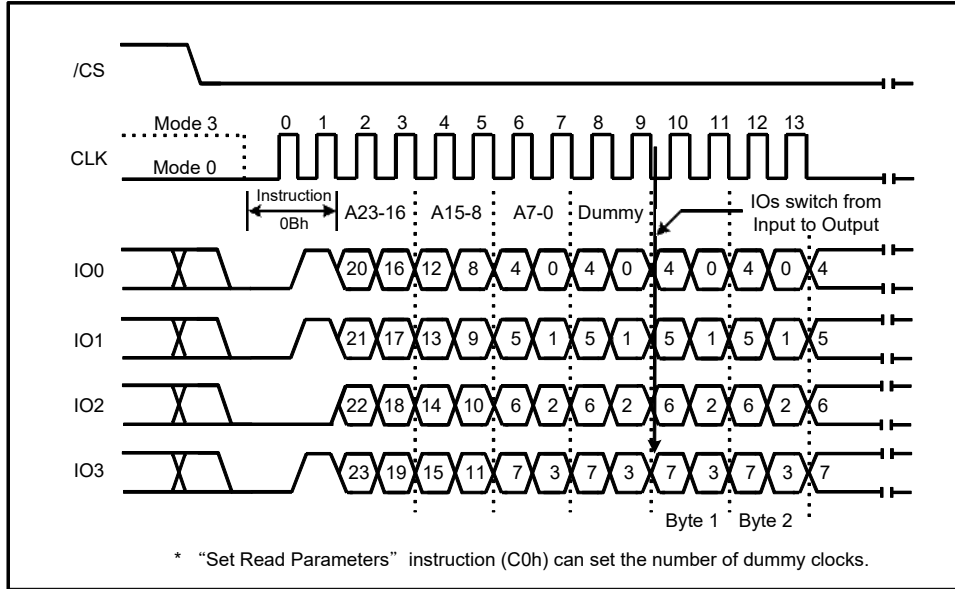 /CS
Mode 3
0 1 2 3 4 5 6 7 8 9 10 11 12 13
CLK
Mode 0
Instruction
0Bh
A23-16 A15-8 A7-0 Dummy
IOs switch from
Input to Output
IO0 20 16 12 8 4 0 4 0 4 0 4 0 4
IO1 21 17 13 9 5 1 5 1 5 1 5 1 5
IO2 22 18 14 10 6 2 6 2 6 2 6 2 6
IO3 23 19 15 11 7 3 7 3 7 3 7 3 7
Byte 1 Byte 2
* “Set Read Parameters” instruction (C0h) can set the number of dummy clocks.